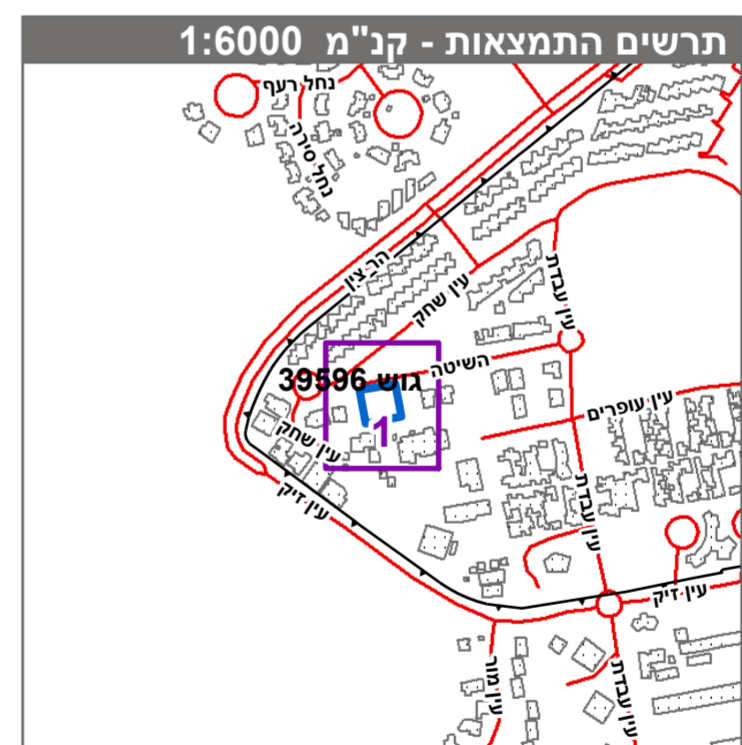 תרשים התמצאות - קנ"מ 1:6000
נחל רעף
נחל סירה
הר צין
עין שחק
עין עבדת
השיטה
גוש 39596
עין עופרים
1
עין שחק
עין זיק
עין עבדת
עין זיק
עין מור
עין עבדת